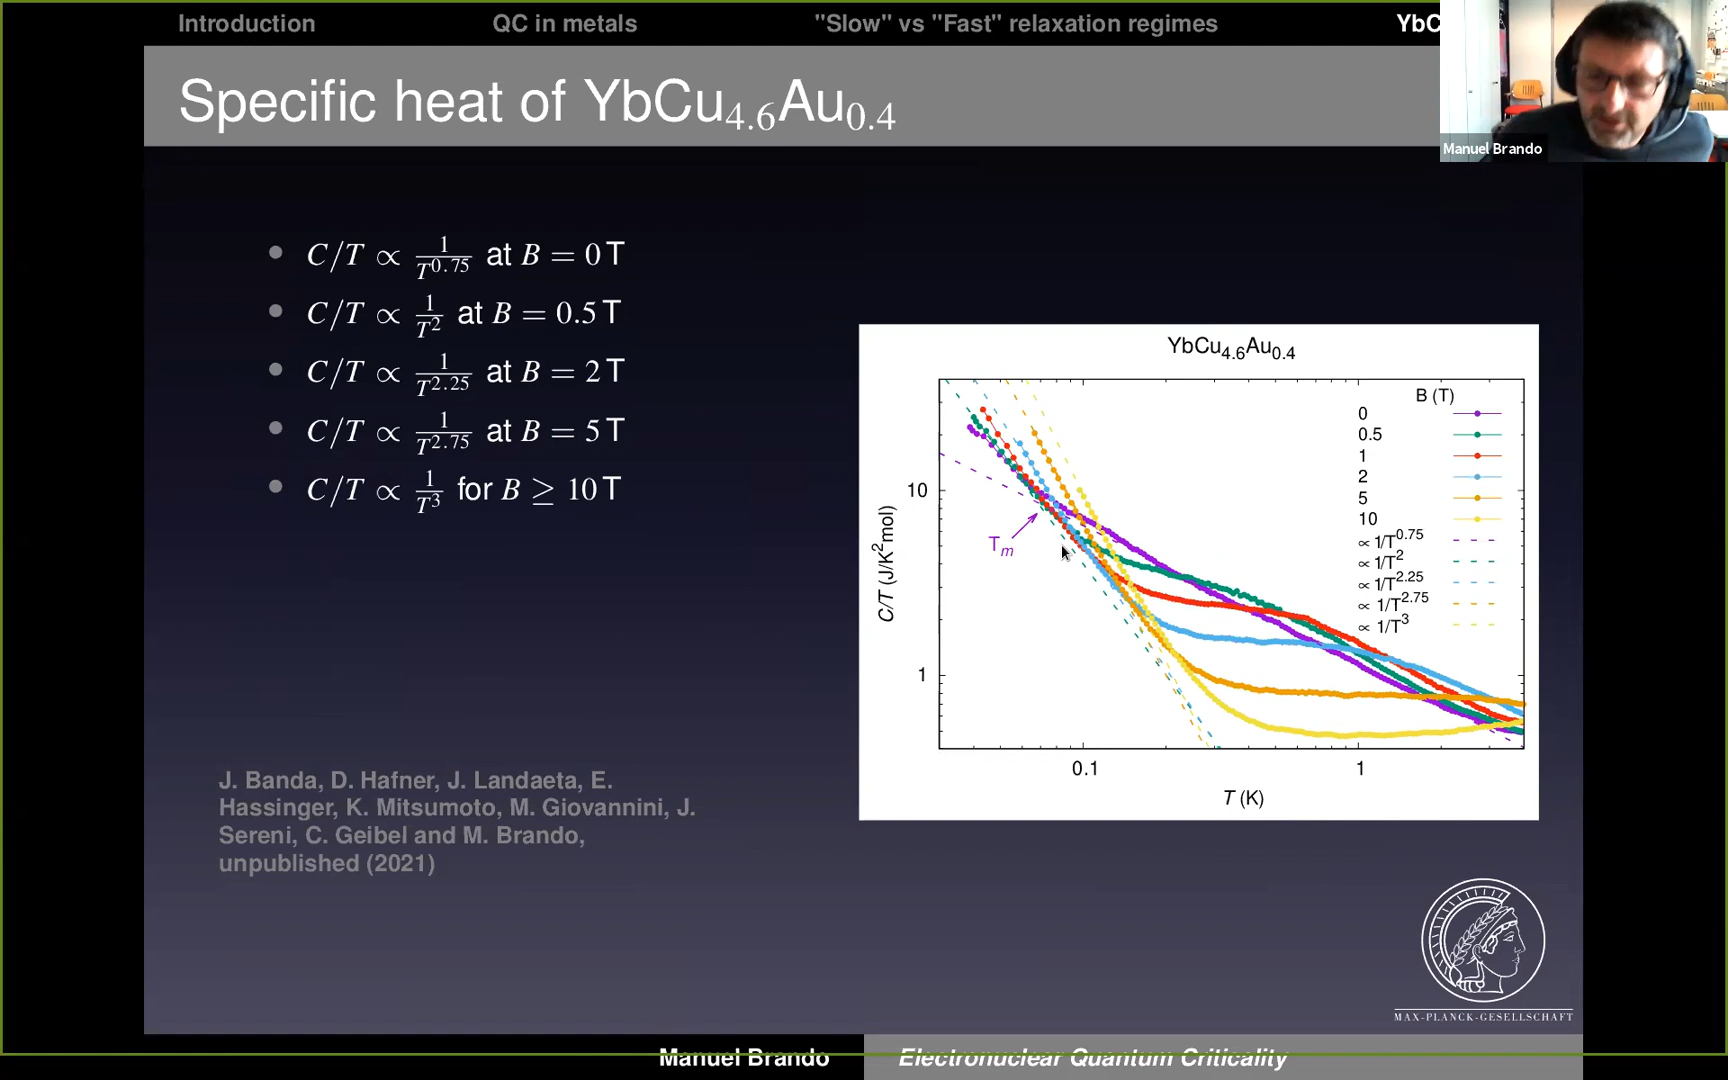 Introduction
QC in metals
"Slow" vs "Fast" relaxation regimes
YbC
Specific heat of YbCu₄.₆Au₀.₄
Manuel Brando
• C/T ∝ 1/T^0.75 at B = 0 T
• C/T ∝ 1/T^2 at B = 0.5 T
• C/T ∝ 1/T^2.25 at B = 2 T
• C/T ∝ 1/T^2.75 at B = 5 T
• C/T ∝ 1/T^3 for B ≥ 10 T
YbCu₄.₆Au₀.₄
B (T)
0
0.5
1
2
5
10
∝ 1/T^0.75
∝ 1/T^2
∝ 1/T^2.25
∝ 1/T^2.75
∝ 1/T^3
C/T (J/K²mol)
10
1
Tₘ
0.1
1
T (K)
J. Banda, D. Hafner, J. Landaeta, E.
Hassinger, K. Mitsumoto, M. Giovannini, J.
Sereni, C. Geibel and M. Brando,
unpublished (2021)
MAX-PLANCK-GESELLSCHAFT
Manuel Brando
Electronuclear Quantum Criticality